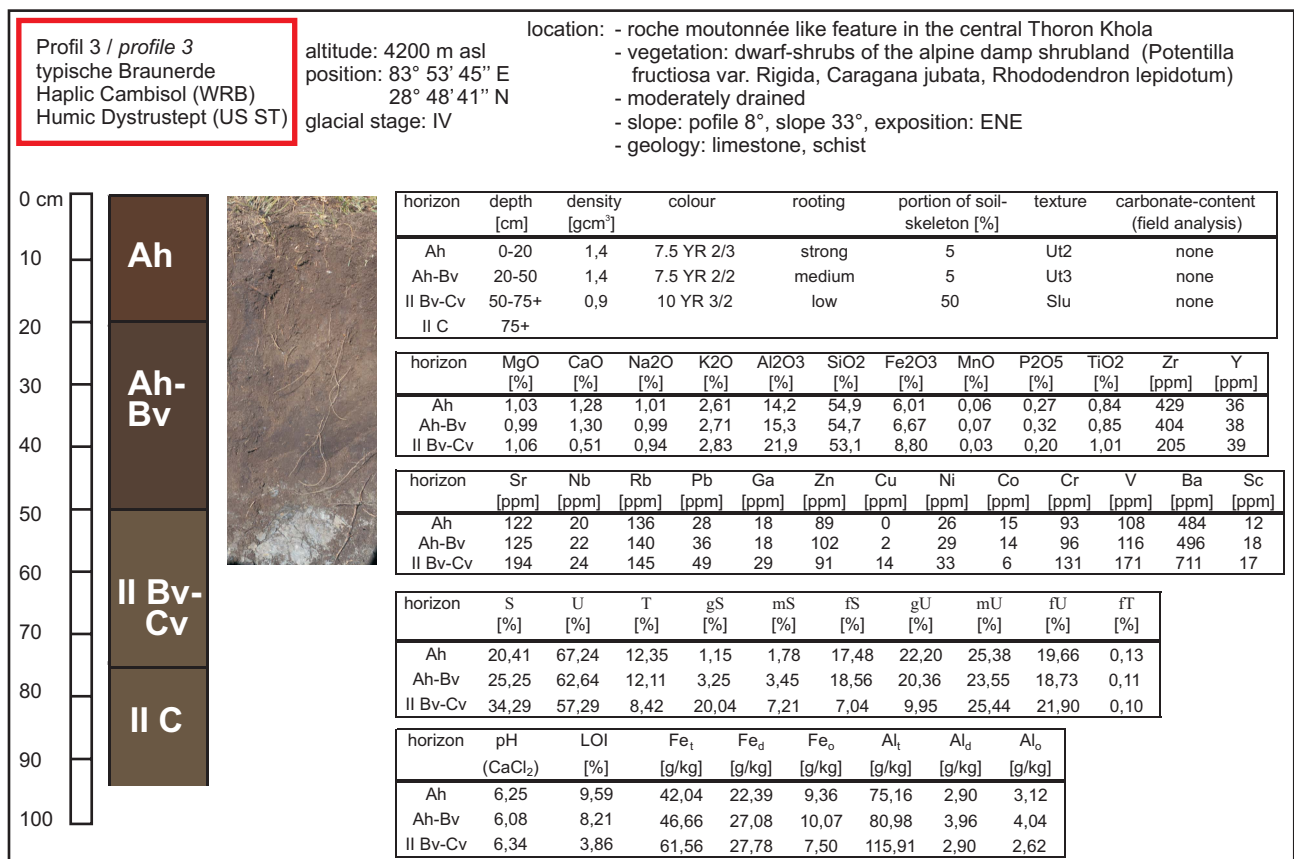 Profil 3 / profile 3
typische Braunerde
Haplic Cambisol (WRB)
Humic Dystrustept (US ST)
altitude: 4200 m asl
position: 83° 53' 45'' E
28° 48' 41'' N
glacial stage: IV
location: - roche moutonnée like feature in the central Thoron Khola
- vegetation: dwarf-shrubs of the alpine damp shrubland (Potentilla
fructiosa var. Rigida, Caragana jubata, Rhododendron lepidotum)
- moderately drained
- slope: pofile 8°, slope 33°, exposition: ENE
- geology: limestone, schist
0 cm
10
20
30
40
50
60
70
80
90
100
Ah
Ah-
Bv
II Bv-
Cv
II C
horizon depth density colour rooting portion of soil- texture carbonate-content
[cm] [gcm³] skeleton [%] (field analysis)
Ah 0-20 1,4 7.5 YR 2/3 strong 5 Ut2 none
Ah-Bv 20-50 1,4 7.5 YR 2/2 medium 5 Ut3 none
II Bv-Cv 50-75+ 0,9 10 YR 3/2 low 50 Slu none
II C 75+
horizon MgO CaO Na2O K2O Al2O3 SiO2 Fe2O3 MnO P2O5 TiO2 Zr Y
[%] [%] [%] [%] [%] [%] [%] [%] [%] [%] [ppm] [ppm]
Ah 1,03 1,28 1,01 2,61 14,2 54,9 6,01 0,06 0,27 0,84 429 36
Ah-Bv 0,99 1,30 0,99 2,71 15,3 54,7 6,67 0,07 0,32 0,85 404 38
II Bv-Cv 1,06 0,51 0,94 2,83 21,9 53,1 8,80 0,03 0,20 1,01 205 39
horizon Sr Nb Rb Pb Ga Zn Cu Ni Co Cr V Ba Sc
[ppm] [ppm] [ppm] [ppm] [ppm] [ppm] [ppm] [ppm] [ppm] [ppm] [ppm] [ppm] [ppm]
Ah 122 20 136 28 18 89 0 26 15 93 108 484 12
Ah-Bv 125 22 140 36 18 102 2 29 14 96 116 496 18
II Bv-Cv 194 24 145 49 29 91 14 33 6 131 171 711 17
horizon S U T gS mS fS gU mU fU fT
[%] [%] [%] [%] [%] [%] [%] [%] [%] [%]
Ah 20,41 67,24 12,35 1,15 1,78 17,48 22,20 25,38 19,66 0,13
Ah-Bv 25,25 62,64 12,11 3,25 3,45 18,56 20,36 23,55 18,73 0,11
II Bv-Cv 34,29 57,29 8,42 20,04 7,21 7,04 9,95 25,44 21,90 0,10
horizon pH LOI Feₜ Fe_d Feₒ Alₜ Al_d Alₒ
(CaCl₂) [%] [g/kg] [g/kg] [g/kg] [g/kg] [g/kg] [g/kg]
Ah 6,25 9,59 42,04 22,39 9,36 75,16 2,90 3,12
Ah-Bv 6,08 8,21 46,66 27,08 10,07 80,98 3,96 4,04
II Bv-Cv 6,34 3,86 61,56 27,78 7,50 115,91 2,90 2,62